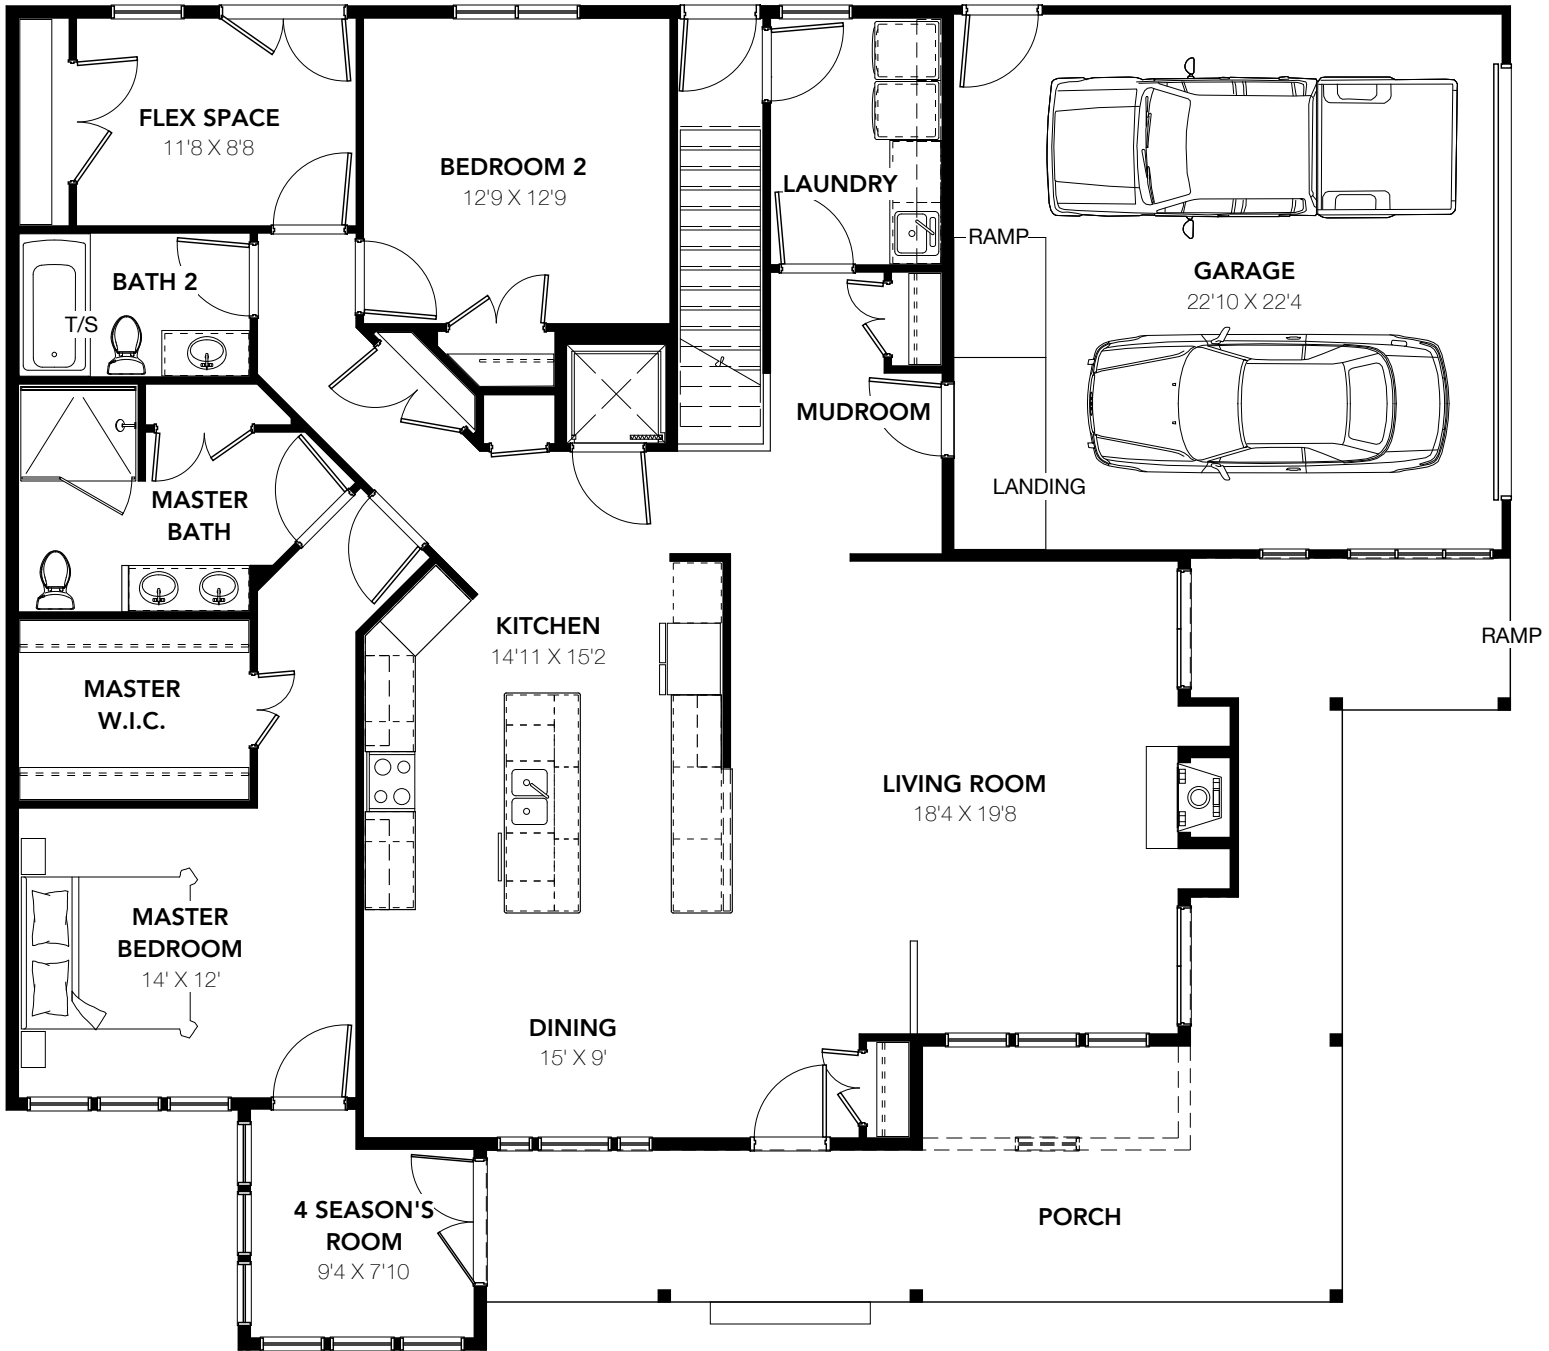 FLEX SPACE
11'8 X 8'8
BEDROOM 2
12'9 X 12'9
LAUNDRY
RAMP
GARAGE
22'10 X 22'4
BATH 2
T/S
MUDROOM
LANDING
MASTER
BATH
KITCHEN
14'11 X 15'2
RAMP
MASTER
W.I.C.
LIVING ROOM
18'4 X 19'8
MASTER
BEDROOM
14' X 12'
DINING
15' X 9'
4 SEASON'S
ROOM
9'4 X 7'10
PORCH